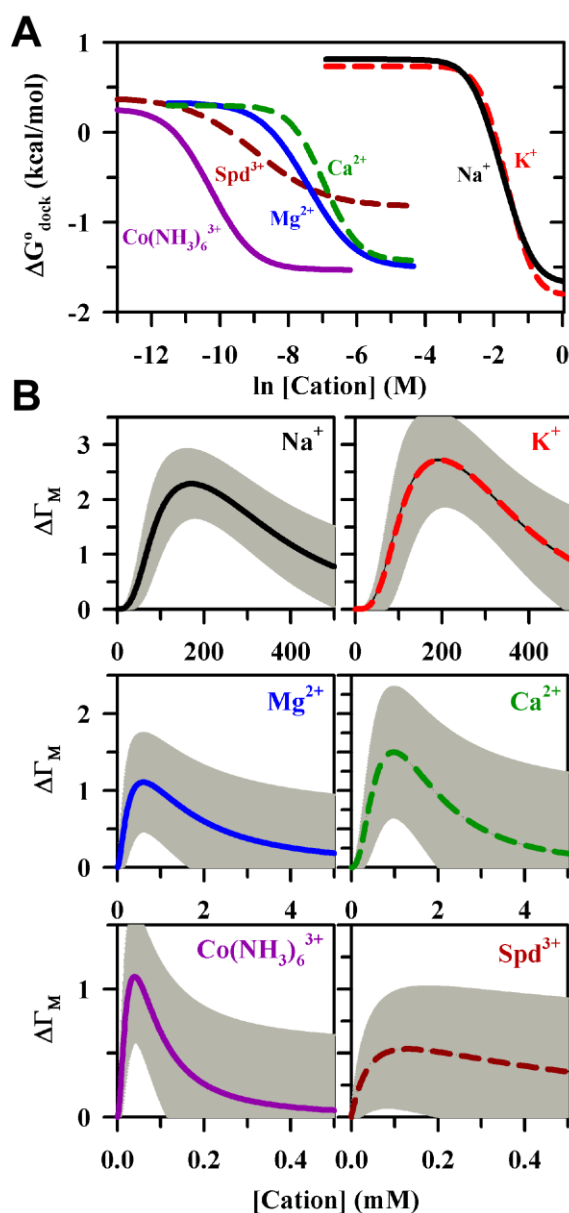 A
ΔG°dock (kcal/mol)
1
0
-1
-2
Spd³⁺
Ca²⁺
Mg²⁺
Co(NH₃)₆³⁺
Na⁺
K⁺
-12 -10 -8 -6 -4 -2 0
ln [Cation] (M)
B
Na⁺ K⁺
ΔΓM
3
2
1
0
0 200 400 0 200 400
Mg²⁺ Ca²⁺
ΔΓM
2
1
0
0 2 4 0 2 4
Co(NH₃)₆³⁺ Spd³⁺
ΔΓM
1
0
0.0 0.2 0.4 0.0 0.2 0.4
[Cation] (mM)